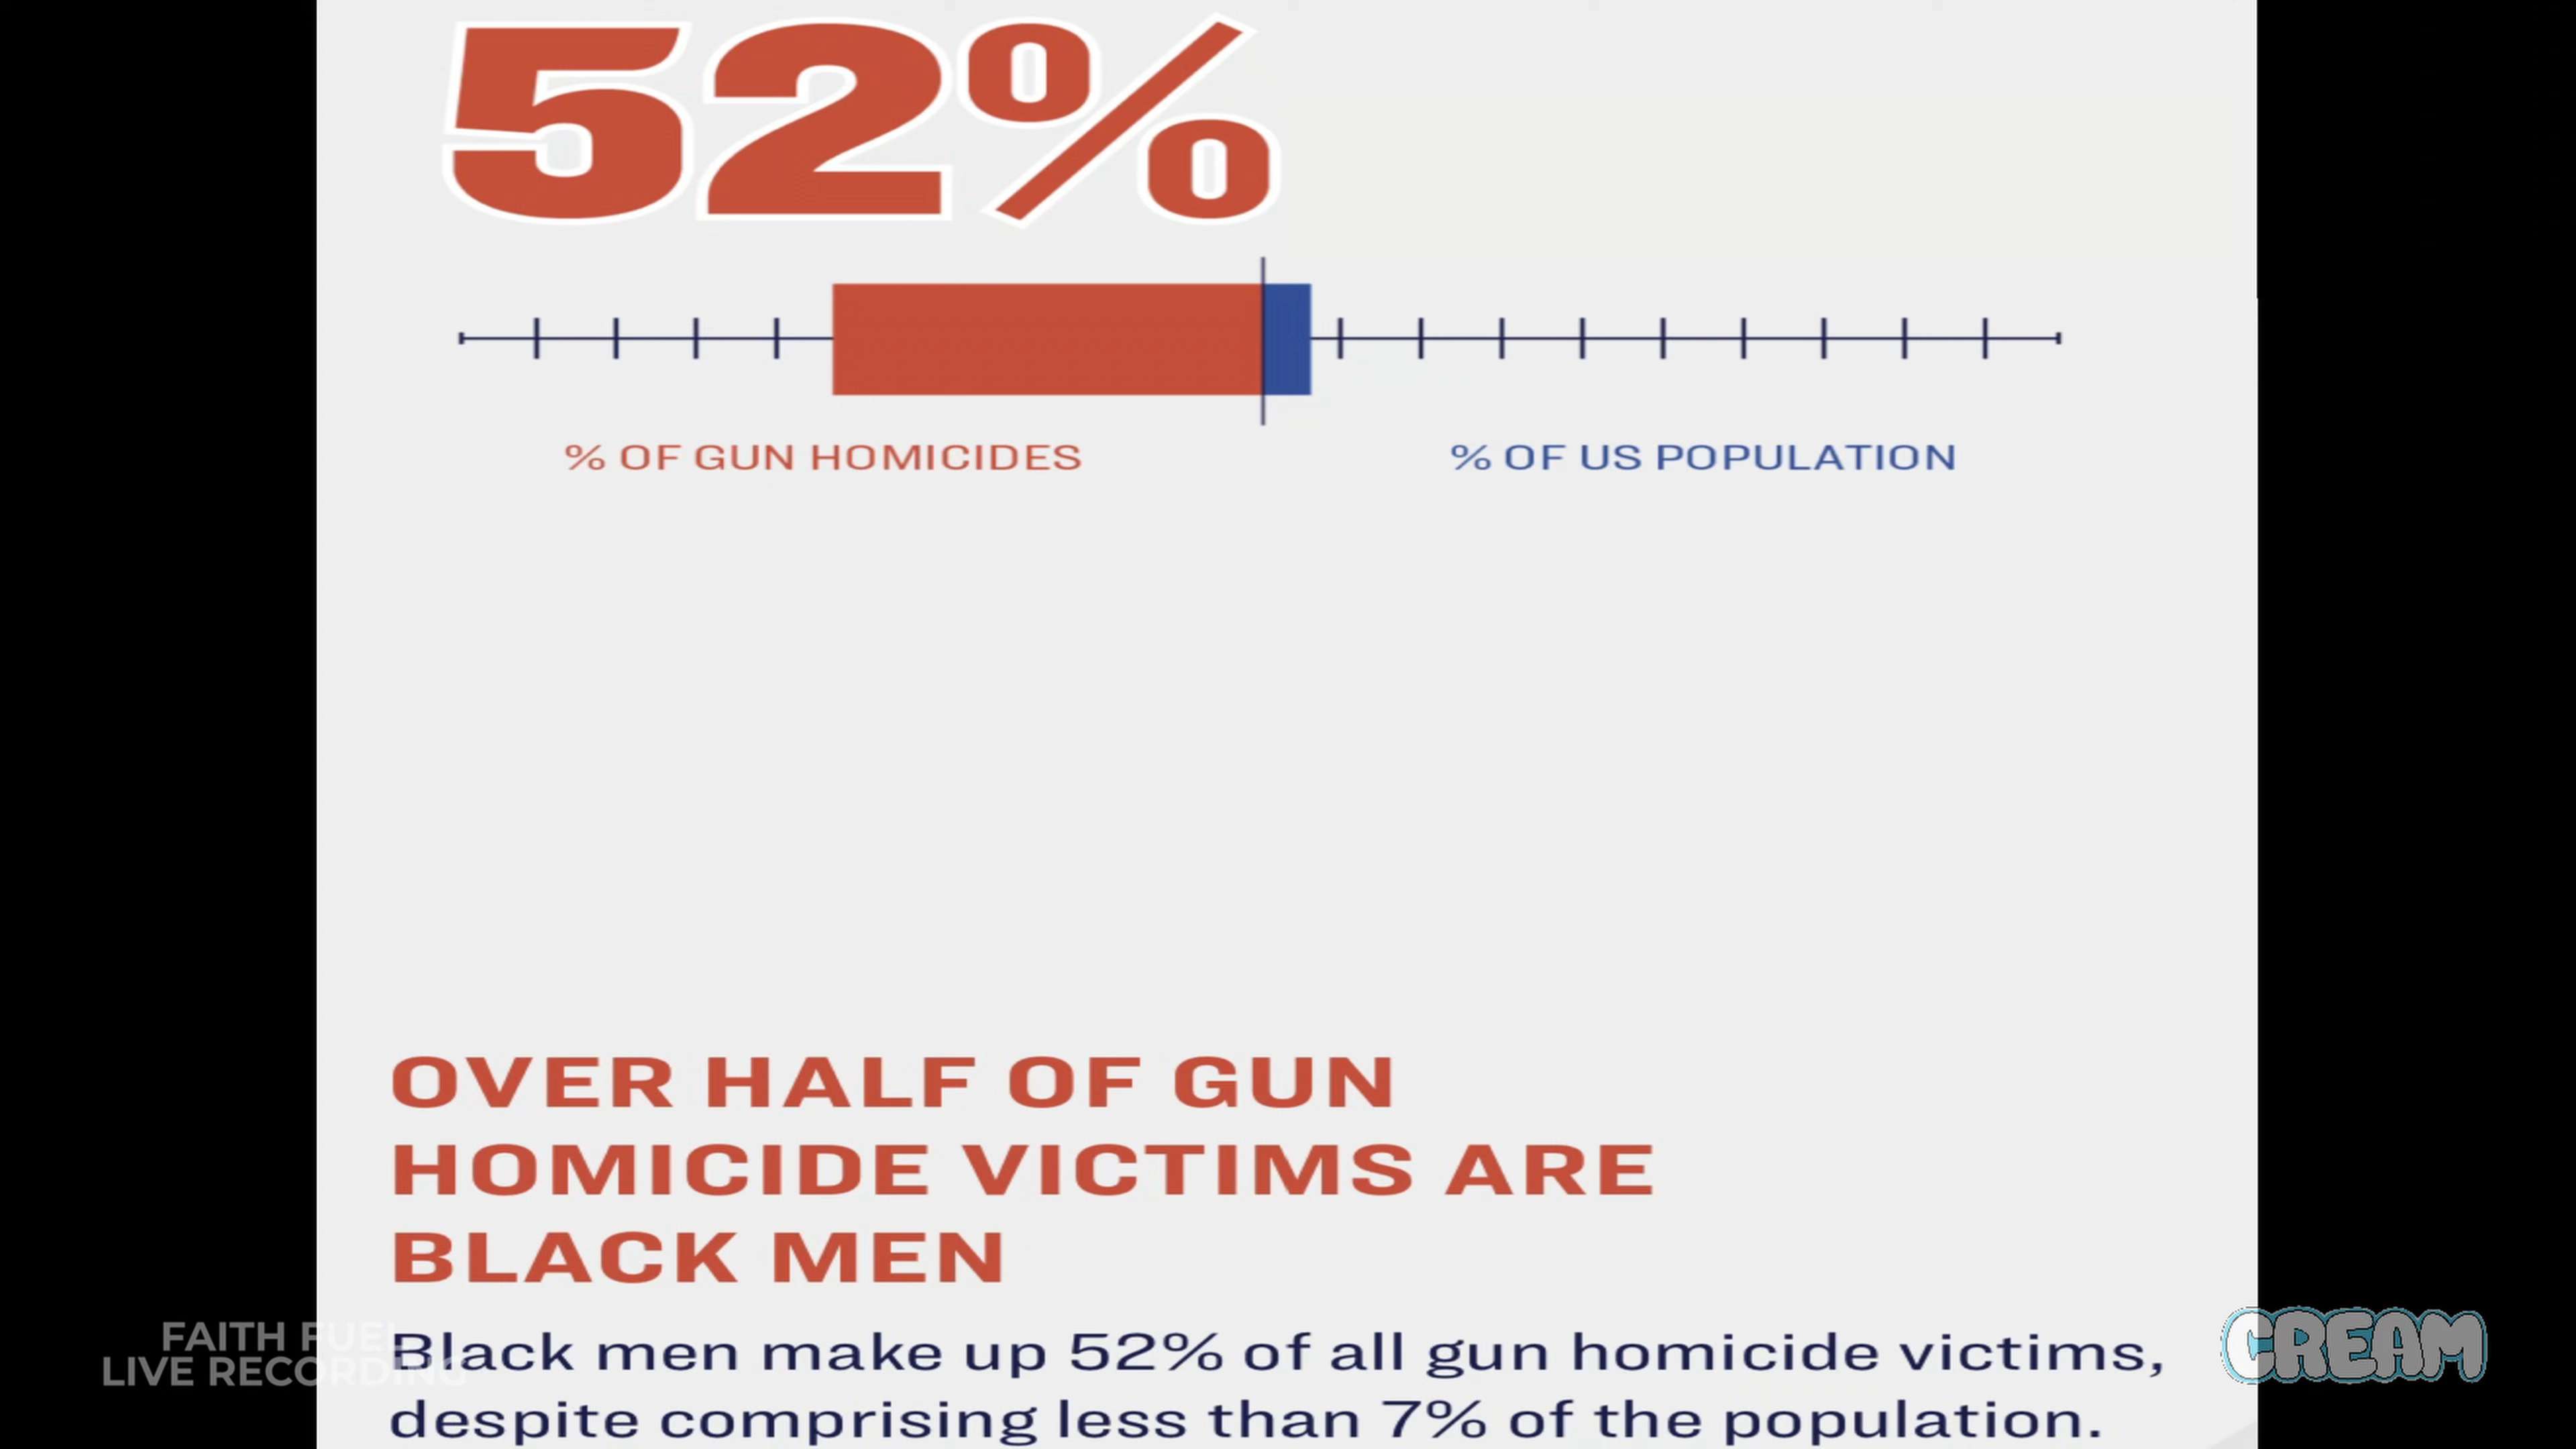 52%
% OF GUN HOMICIDES
% OF US POPULATION
OVER HALF OF GUN
HOMICIDE VICTIMS ARE
BLACK MEN
Black men make up 52% of all gun homicide victims,
despite comprising less than 7% of the population.
FAITH FUEL
LIVE RECORDING
CREAM